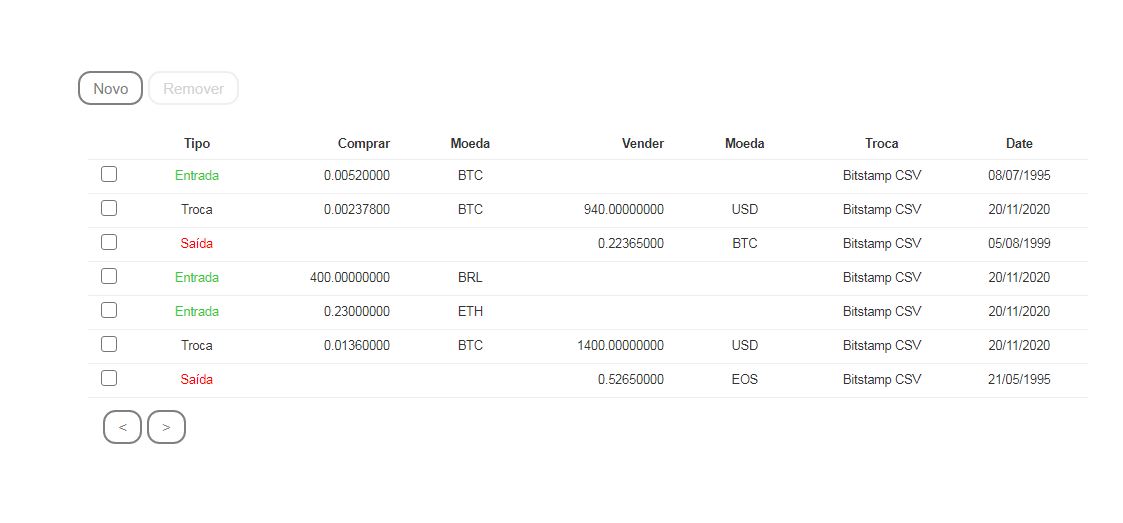 Novo Remover
Tipo Comprar Moeda Vender Moeda Troca Date
Entrada 0.00520000 BTC Bitstamp CSV 08/07/1995
Troca 0.00237800 BTC 940.00000000 USD Bitstamp CSV 20/11/2020
Saída 0.22365000 BTC Bitstamp CSV 05/08/1999
Entrada 400.00000000 BRL Bitstamp CSV 20/11/2020
Entrada 0.23000000 ETH Bitstamp CSV 20/11/2020
Troca 0.01360000 BTC 1400.00000000 USD Bitstamp CSV 20/11/2020
Saída 0.52650000 EOS Bitstamp CSV 21/05/1995
< >